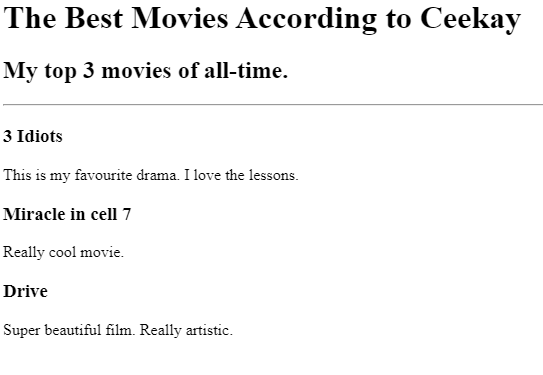 The Best Movies According to Ceekay
My top 3 movies of all-time.
3 Idiots
This is my favourite drama. I love the lessons.
Miracle in cell 7
Really cool movie.
Drive
Super beautiful film. Really artistic.